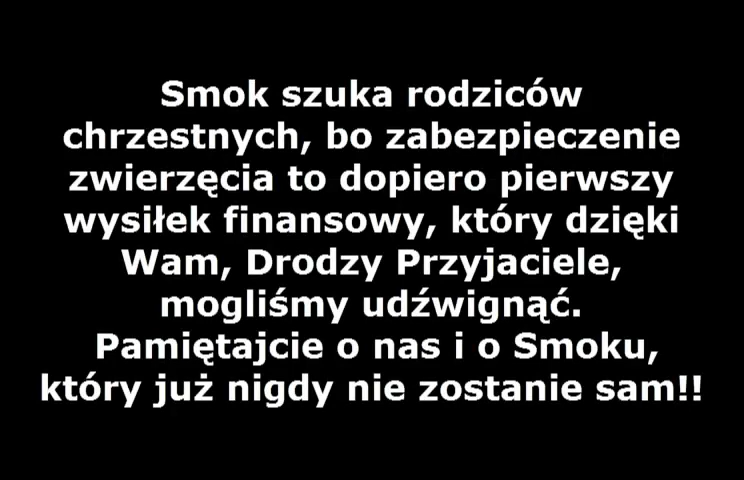 Smok szuka rodziców
chrzestnych, bo zabezpieczenie
zwierzęcia to dopiero pierwszy
wysiłek finansowy, który dzięki
Wam, Drodzy Przyjaciele,
mogliśmy udźwignąć.
Pamiętajcie o nas i o Smoku,
który już nigdy nie zostanie sam!!